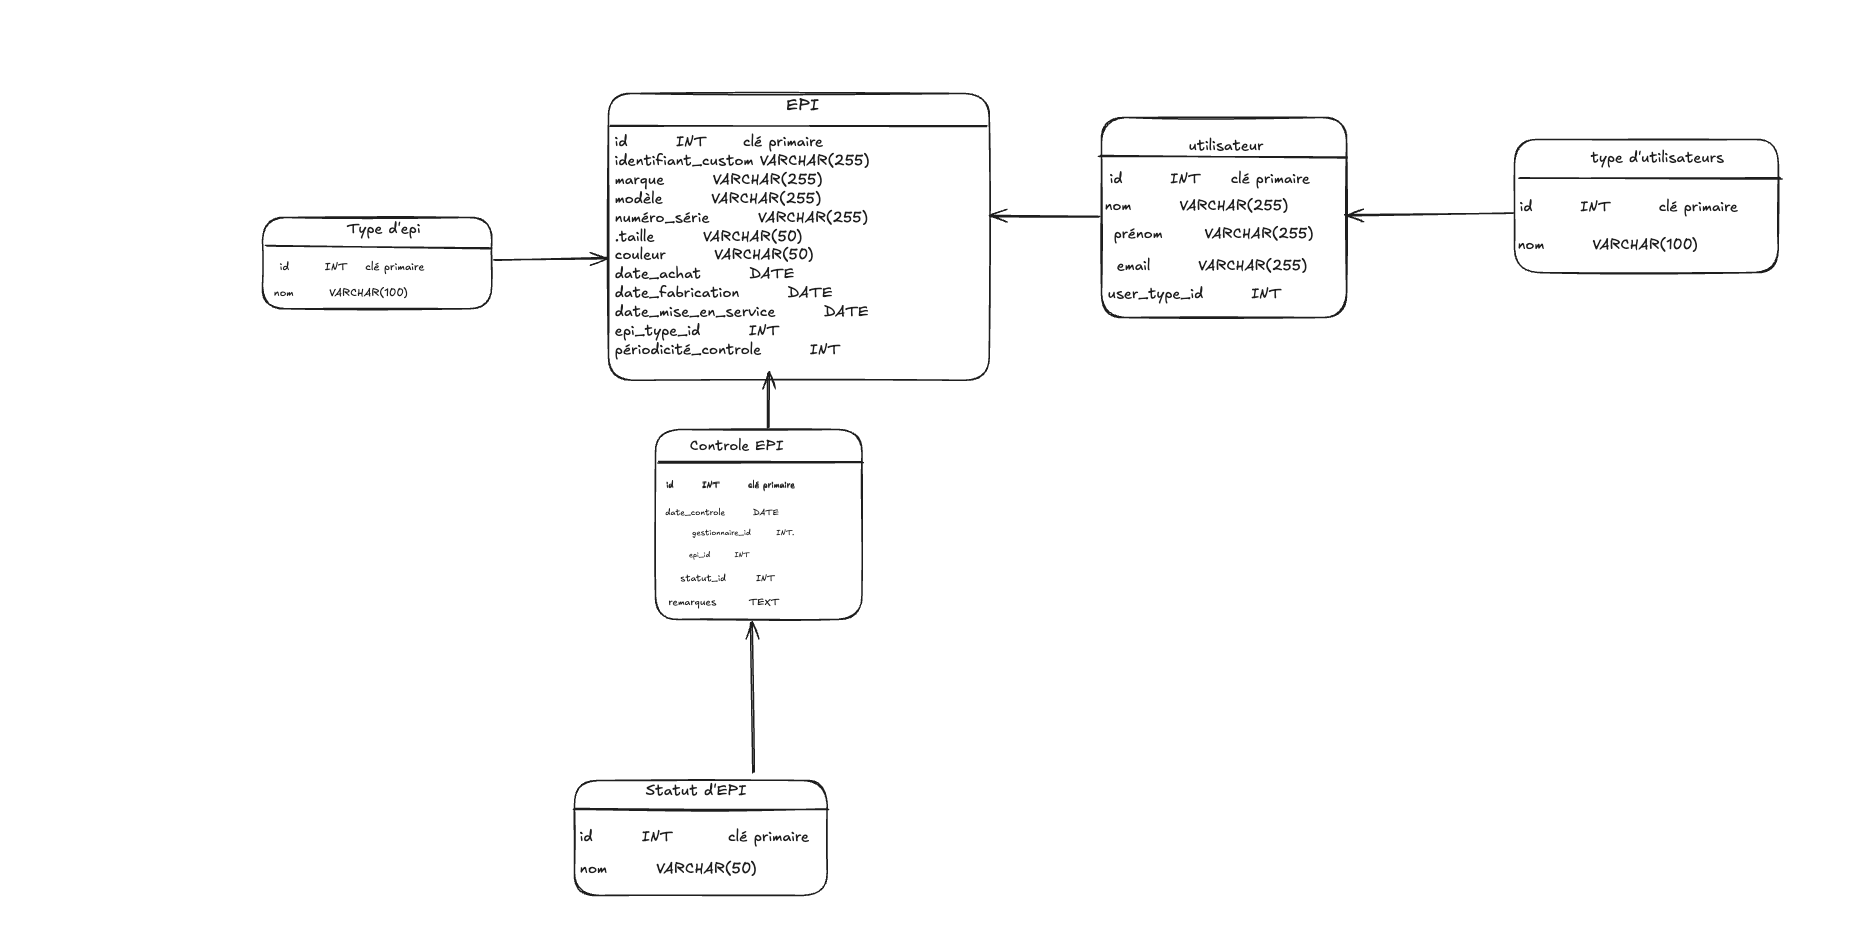 EPI
id INT clé primaire
identifiant_custom VARCHAR(255)
marque VARCHAR(255)
modèle VARCHAR(255)
numéro_série VARCHAR(255)
.taille VARCHAR(50)
couleur VARCHAR(50)
date_achat DATE
date_fabrication DATE
date_mise_en_service DATE
epi_type_id INT
périodicité_controle INT
utilisateur
id INT clé primaire
nom VARCHAR(255)
prénom VARCHAR(255)
email VARCHAR(255)
user_type_id INT
type d'utilisateurs
id INT clé primaire
nom VARCHAR(100)
Type d'epi
id INT clé primaire
nom VARCHAR(100)
Controle EPI
id INT clé primaire
date_controle DATE
gestionnaire_id INT.
epi_id INT
statut_id INT
remarques TEXT
Statut d'EPI
id INT clé primaire
nom VARCHAR(50)